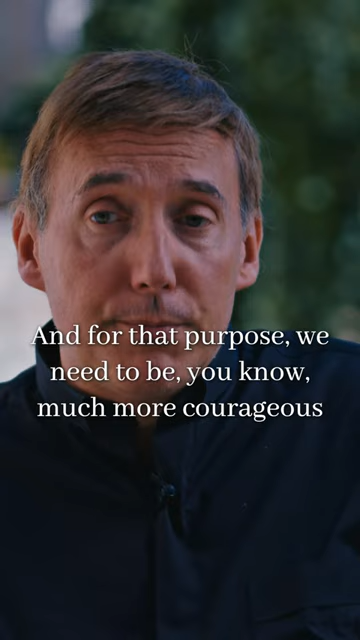 And for that purpose, we
need to be, you know,
much more courageous